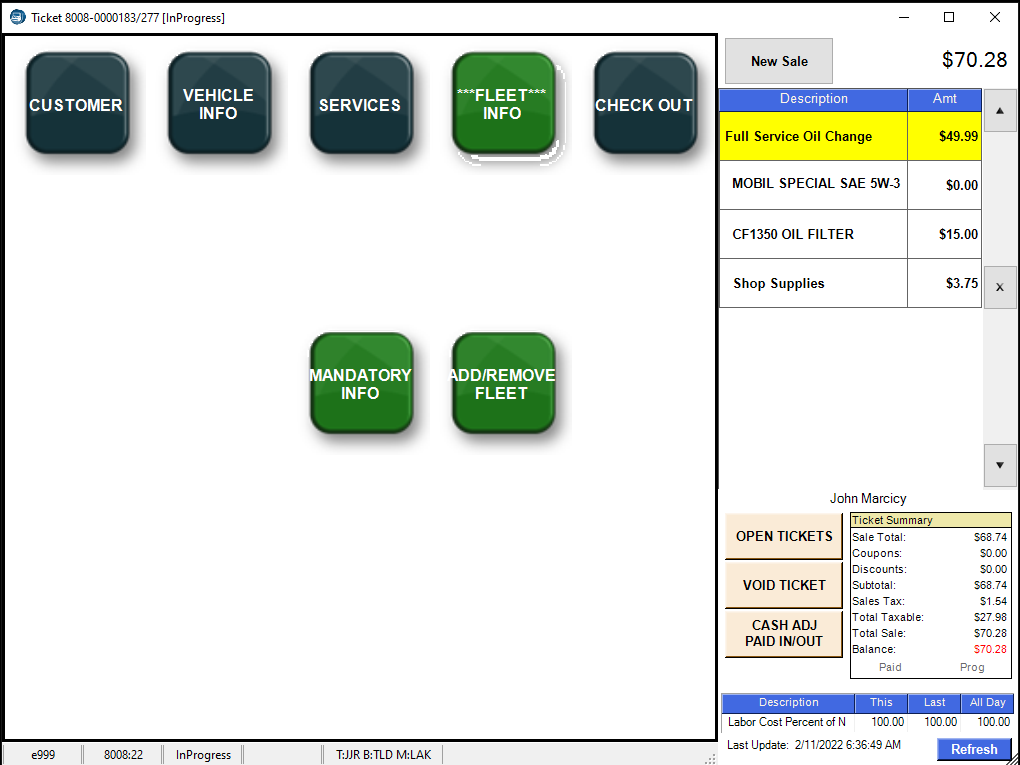 Ticket 8008-0000183/277 [InProgress]
CUSTOMER
VEHICLE
INFO
SERVICES
***FLEET***
INFO
CHECK OUT
MANDATORY
INFO
ADD/REMOVE
FLEET
New Sale
$70.28
Description Amt
Full Service Oil Change $49.99
MOBIL SPECIAL SAE 5W-3 $0.00
CF1350 OIL FILTER $15.00
Shop Supplies $3.75
x
John Marcicy
OPEN TICKETS
VOID TICKET
CASH ADJ
PAID IN/OUT
Ticket Summary
Sale Total: $68.74
Coupons: $0.00
Discounts: $0.00
Subtotal: $68.74
Sales Tax: $1.54
Total Taxable: $27.98
Total Sale: $70.28
Balance: $70.28
Paid Prog
Description This Last All Day
Labor Cost Percent of N 100.00 100.00 100.00
Last Update: 2/11/2022 6:36:49 AM
Refresh
e999 8008:22 InProgress T:JJR B:TLD M:LAK